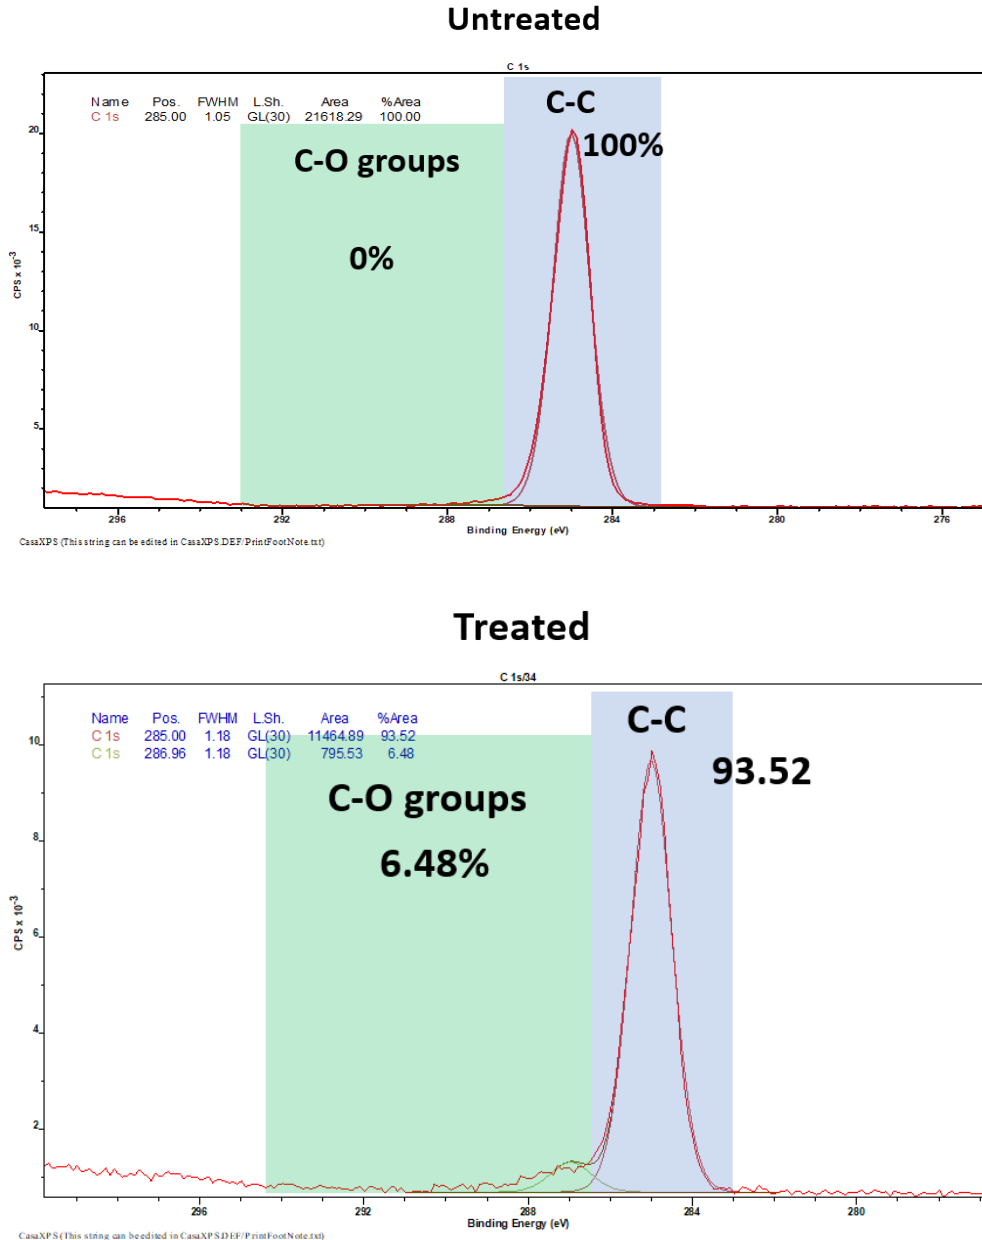 Untreated
C 1s
Name Pos. FWHM L.Sh. Area %Area
C 1s 285.00 1.05 GL(30) 21618.29 100.00
C-C
100%
C-O groups
0%
20
15
10
5
CPS x 10⁻³
296 292 288 284 280 276
Binding Energy (eV)
CasaXPS (This string can be edited in CasaXPS.DEF/PrintFootNote.txt)
Treated
C 1s/34
Name Pos. FWHM L.Sh. Area %Area
C 1s 285.00 1.18 GL(30) 11464.89 93.52
C 1s 286.96 1.18 GL(30) 795.53 6.48
C-C
93.52
C-O groups
6.48%
10
8
6
4
2
CPS x 10⁻³
296 292 288 284 280
Binding Energy (eV)
CasaXPS (This string can be edited in CasaXPS.DEF/PrintFootNote.txt)